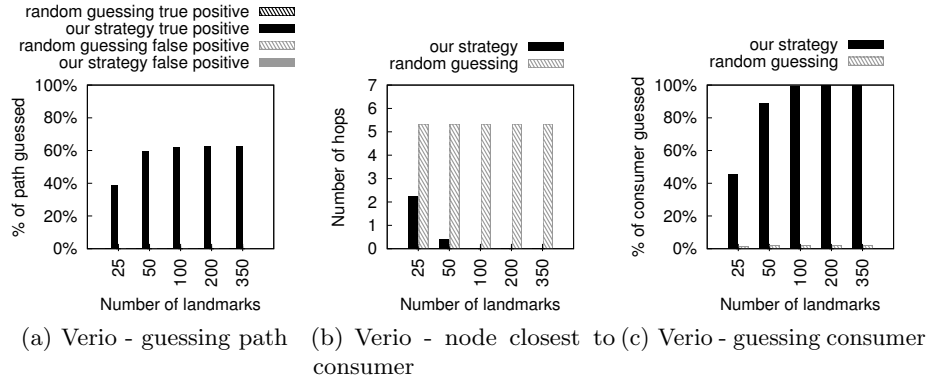 random guessing true positive
our strategy true positive
random guessing false positive
our strategy false positive
100%
80%
60%
40%
20%
0%
% of path guessed
25
50
100
200
350
Number of landmarks
(a) Verio - guessing path
our strategy
random guessing
7
6
5
4
3
2
1
0
Number of hops
25
50
100
200
350
Number of landmarks
(b) Verio - node closest to
consumer
our strategy
random guessing
100%
80%
60%
40%
20%
0%
% of consumer guessed
25
50
100
200
350
Number of landmarks
(c) Verio - guessing consumer